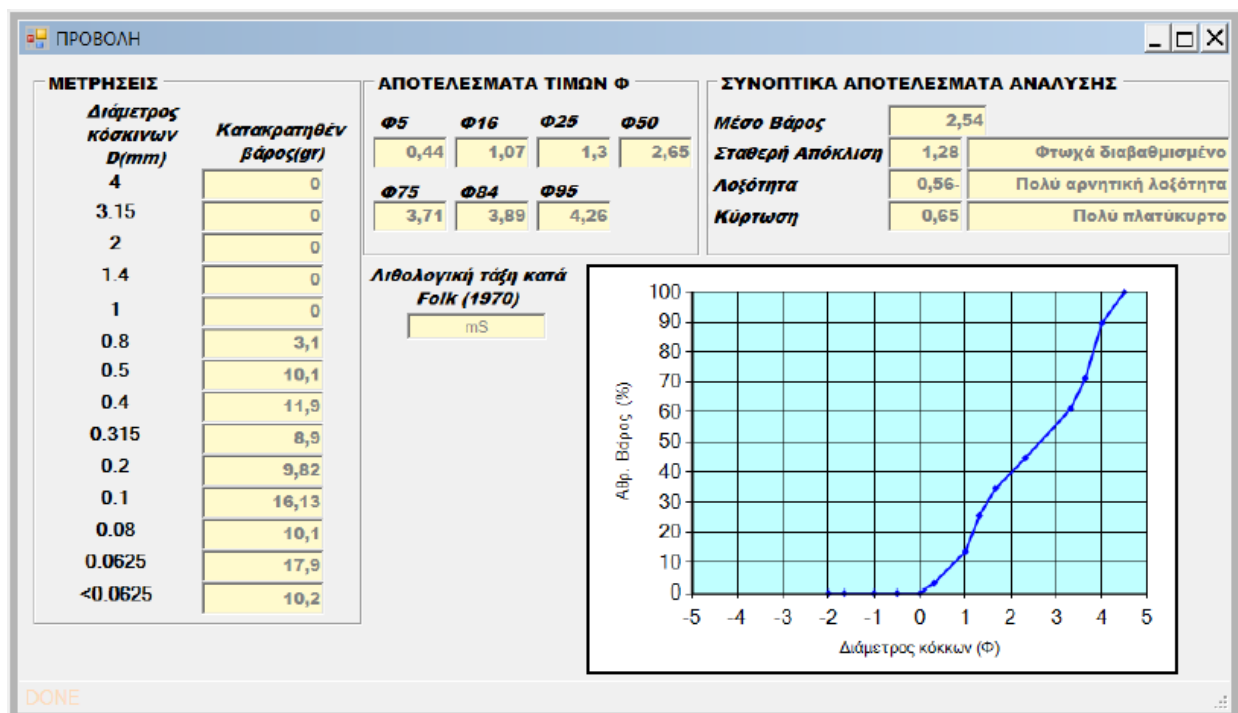 ΠΡΟΒΟΛΗ
ΜΕΤΡΗΣΕΙΣ
Διάμετρος κόσκινων D(mm)
Κατακρατηθέν βάρος(gr)
4 0
3.15 0
2 0
1.4 0
1 0
0.8 3,1
0.5 10,1
0.4 11,9
0.315 8,9
0.2 9,82
0.1 16,13
0.08 10,1
0.0625 17,9
<0.0625 10,2
ΑΠΟΤΕΛΕΣΜΑΤΑ ΤΙΜΩΝ Φ
Φ5 Φ16 Φ25 Φ50
0,44 1,07 1,3 2,65
Φ75 Φ84 Φ95
3,71 3,89 4,26
ΣΥΝΟΠΤΙΚΑ ΑΠΟΤΕΛΕΣΜΑΤΑ ΑΝΑΛΥΣΗΣ
Μέσο Βάρος 2,54
Σταθερή Απόκλιση 1,28 Φτωχά διαβαθμισμένο
Λοξότητα 0,56- Πολύ αρνητική λοξότητα
Κύρτωση 0,65 Πολύ πλατύκυρτο
Λιθολογική τάξη κατά
Folk (1970)
mS
Αθρ. Βάρος (%)
100
90
80
70
60
50
40
30
20
10
0
-5 -4 -3 -2 -1 0 1 2 3 4 5
Διάμετρος κόκκων (Φ)
DONE